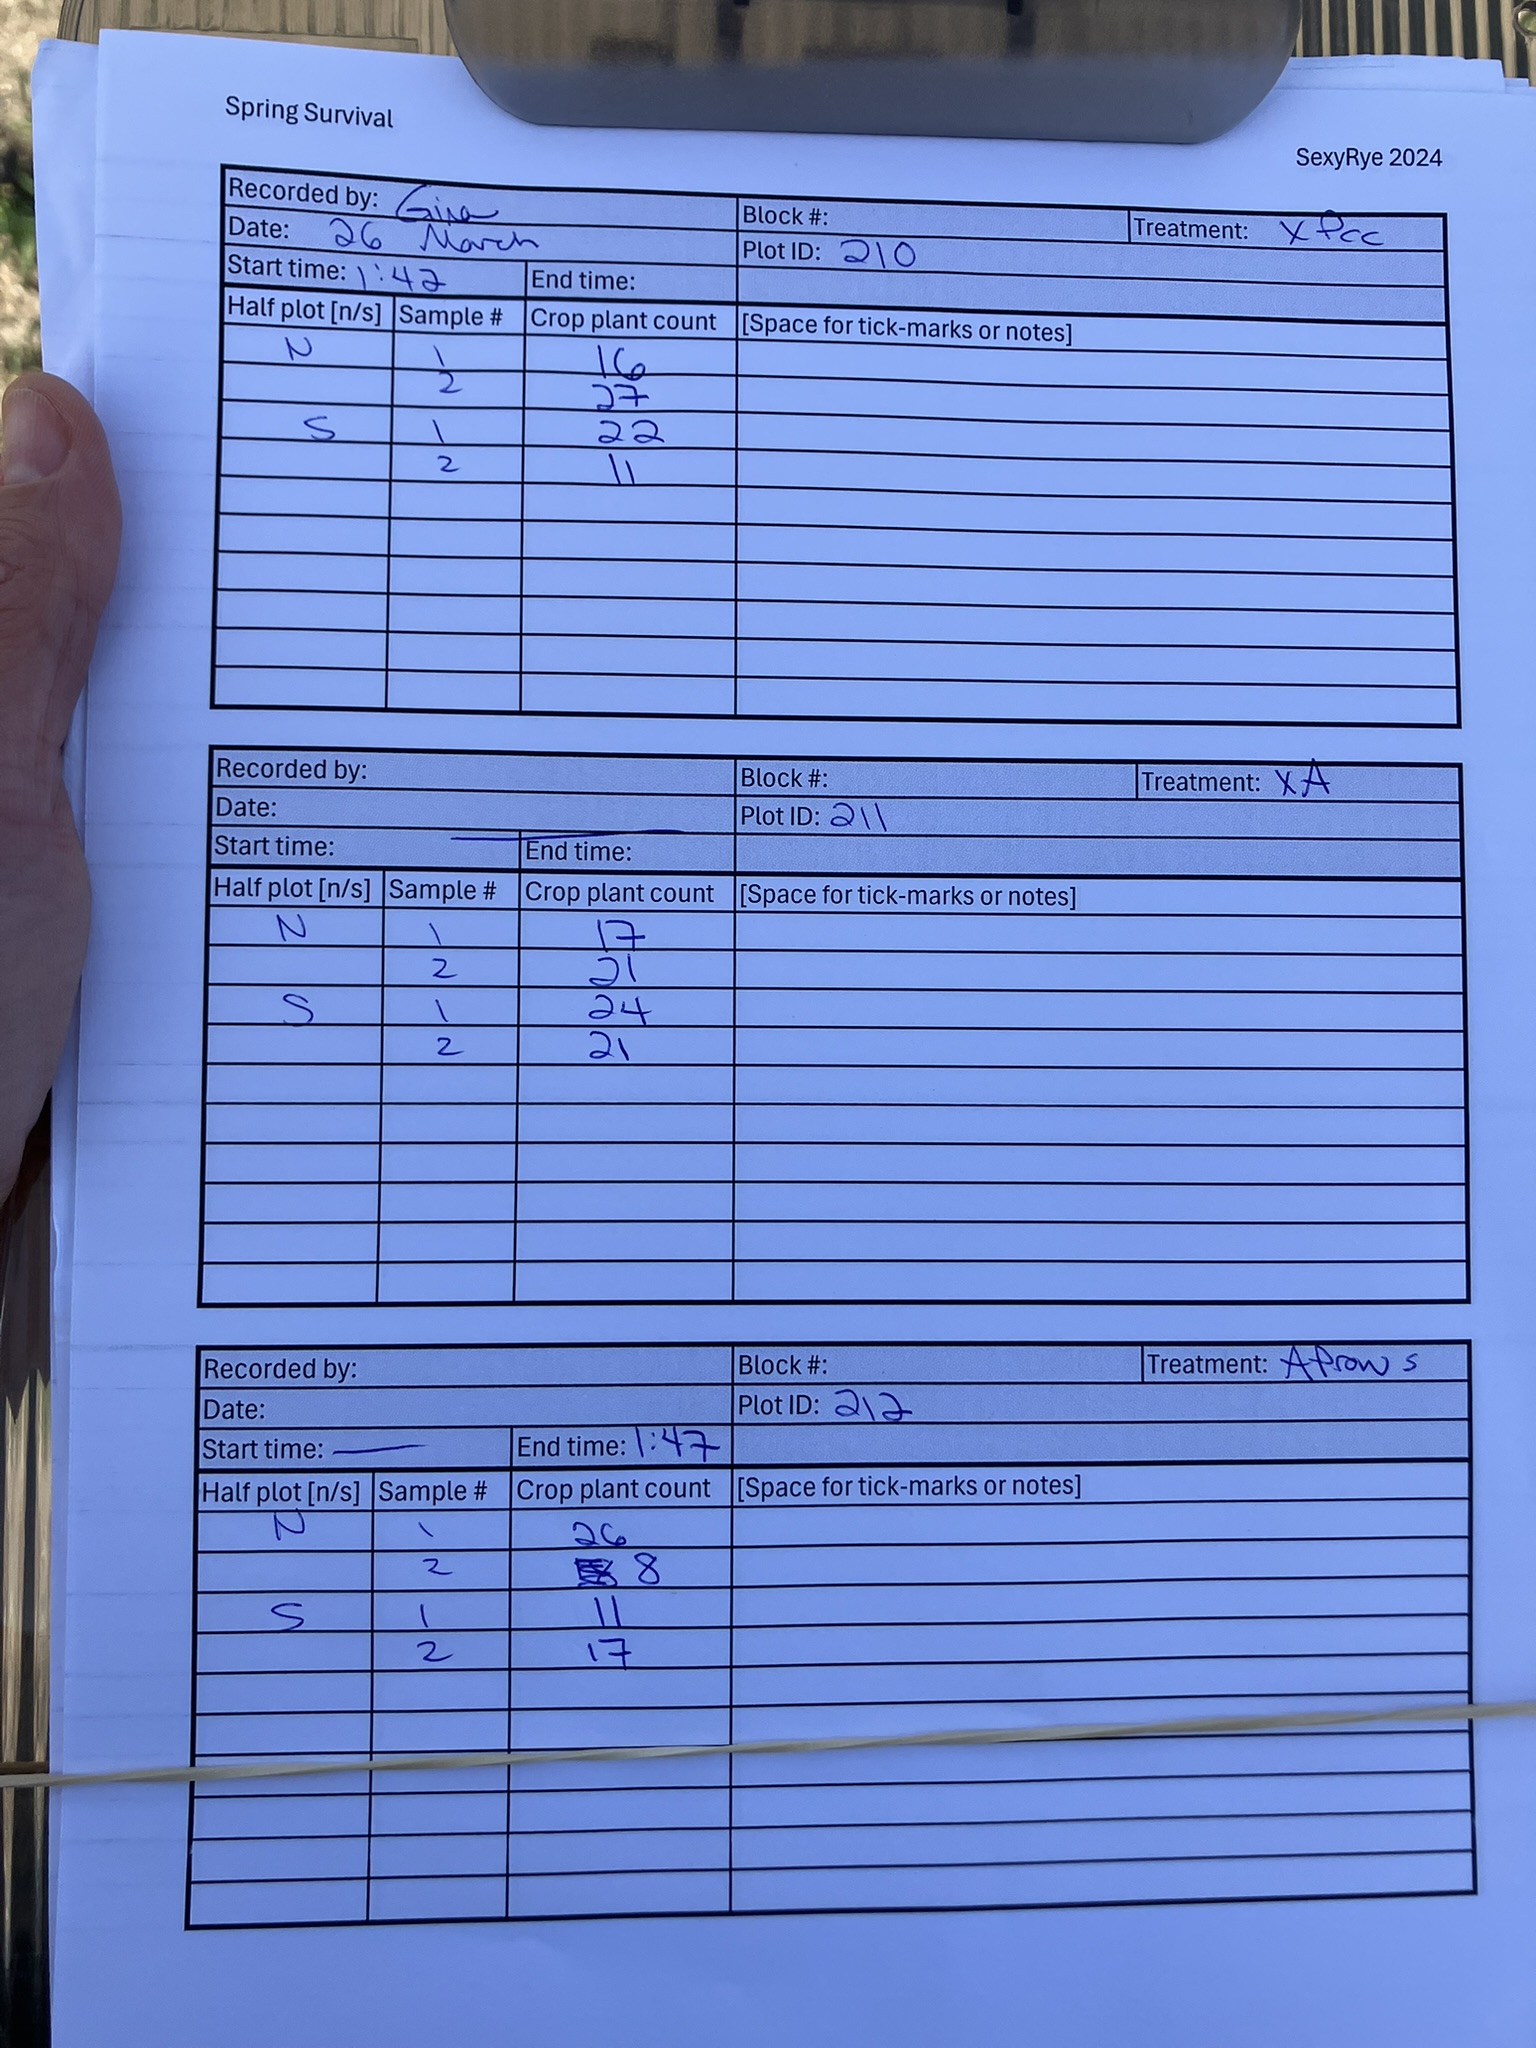 Spring Survival
SexyRye 2024
Recorded by: Gina
Block #:
Treatment: X Pcc
Date: 26 March
Plot ID: 210
Start time: 1:42
End time:
Half plot [n/s] Sample # Crop plant count [Space for tick-marks or notes]
N 1 16
2 27
S 1 22
2 11
Recorded by:
Block #:
Treatment: XA
Date:
Plot ID: 211
Start time:
End time:
Half plot [n/s] Sample # Crop plant count [Space for tick-marks or notes]
N 1 17
2 21
S 1 24
2 21
Recorded by:
Block #:
Treatment: AProws
Date:
Plot ID: 212
Start time: —
End time: 1:47
Half plot [n/s] Sample # Crop plant count [Space for tick-marks or notes]
N 1 26
2 8
S 1 11
2 17